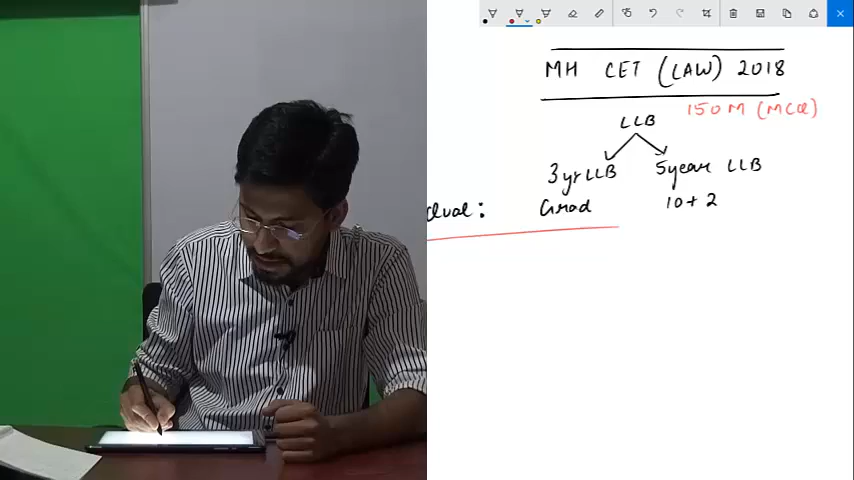 MH CET (LAW) 2018
150 M (MCQ)
LLB
3yr LLB 5year LLB
dual: Grad 10+2